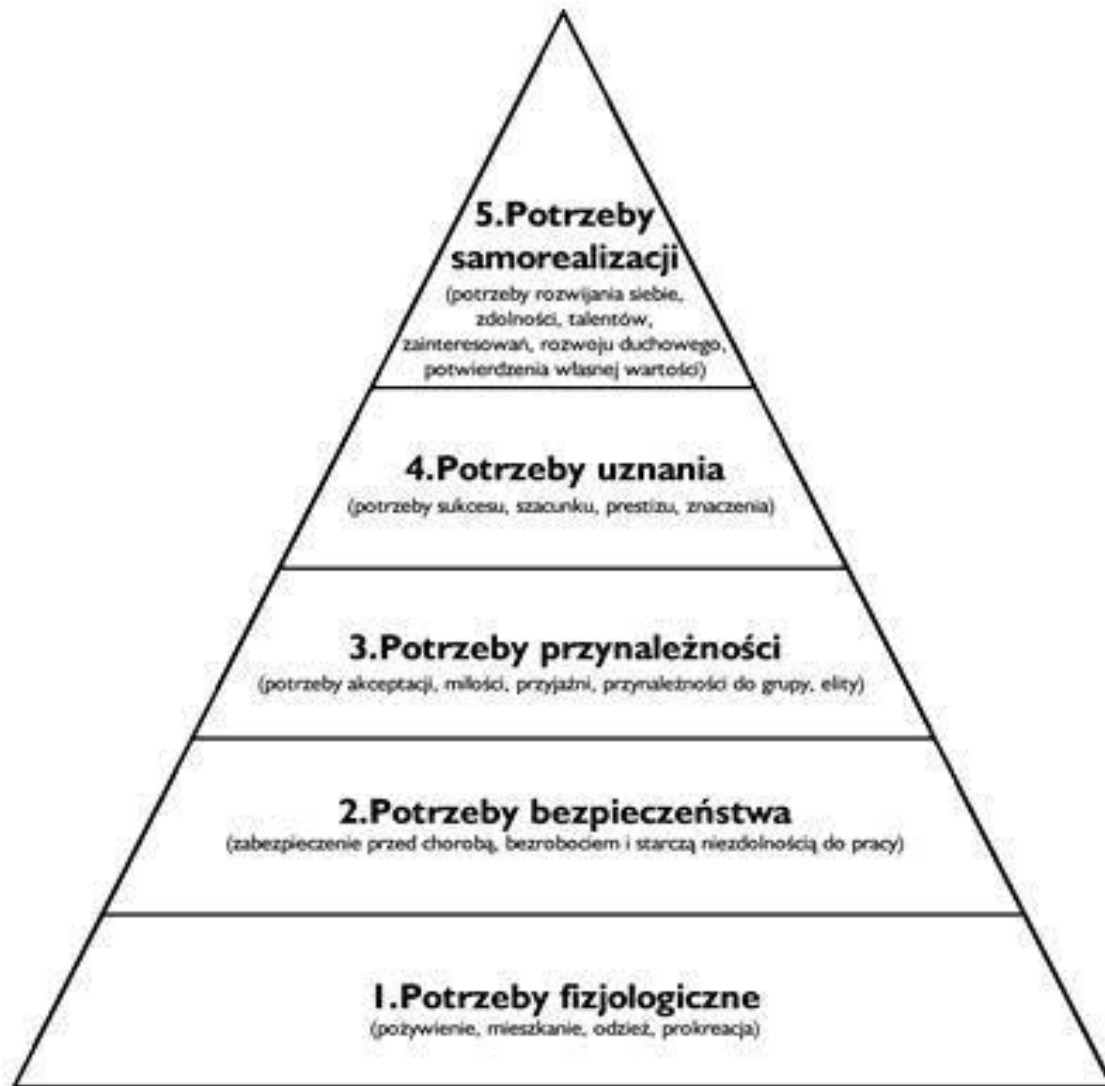 5.Potrzeby
samorealizacji
(potrzeby rozwijania siebie,
zdolności, talentów,
zainteresowań, rozwoju duchowego,
potwierdzenia własnej wartości)
4.Potrzeby uznania
(potrzeby sukcesu, szacunku, prestizu, znaczenia)
3.Potrzeby przynależności
(potrzeby akceptacji, miłości, przyjaźni, przynależności do grupy, elity)
2.Potrzeby bezpieczeństwa
(zabezpieczenie przed chorobą, bezrobociem i starczą niezdolnością do pracy)
1.Potrzeby fizjologiczne
(pożywienie, mieszkanie, odzież, prokreacja)